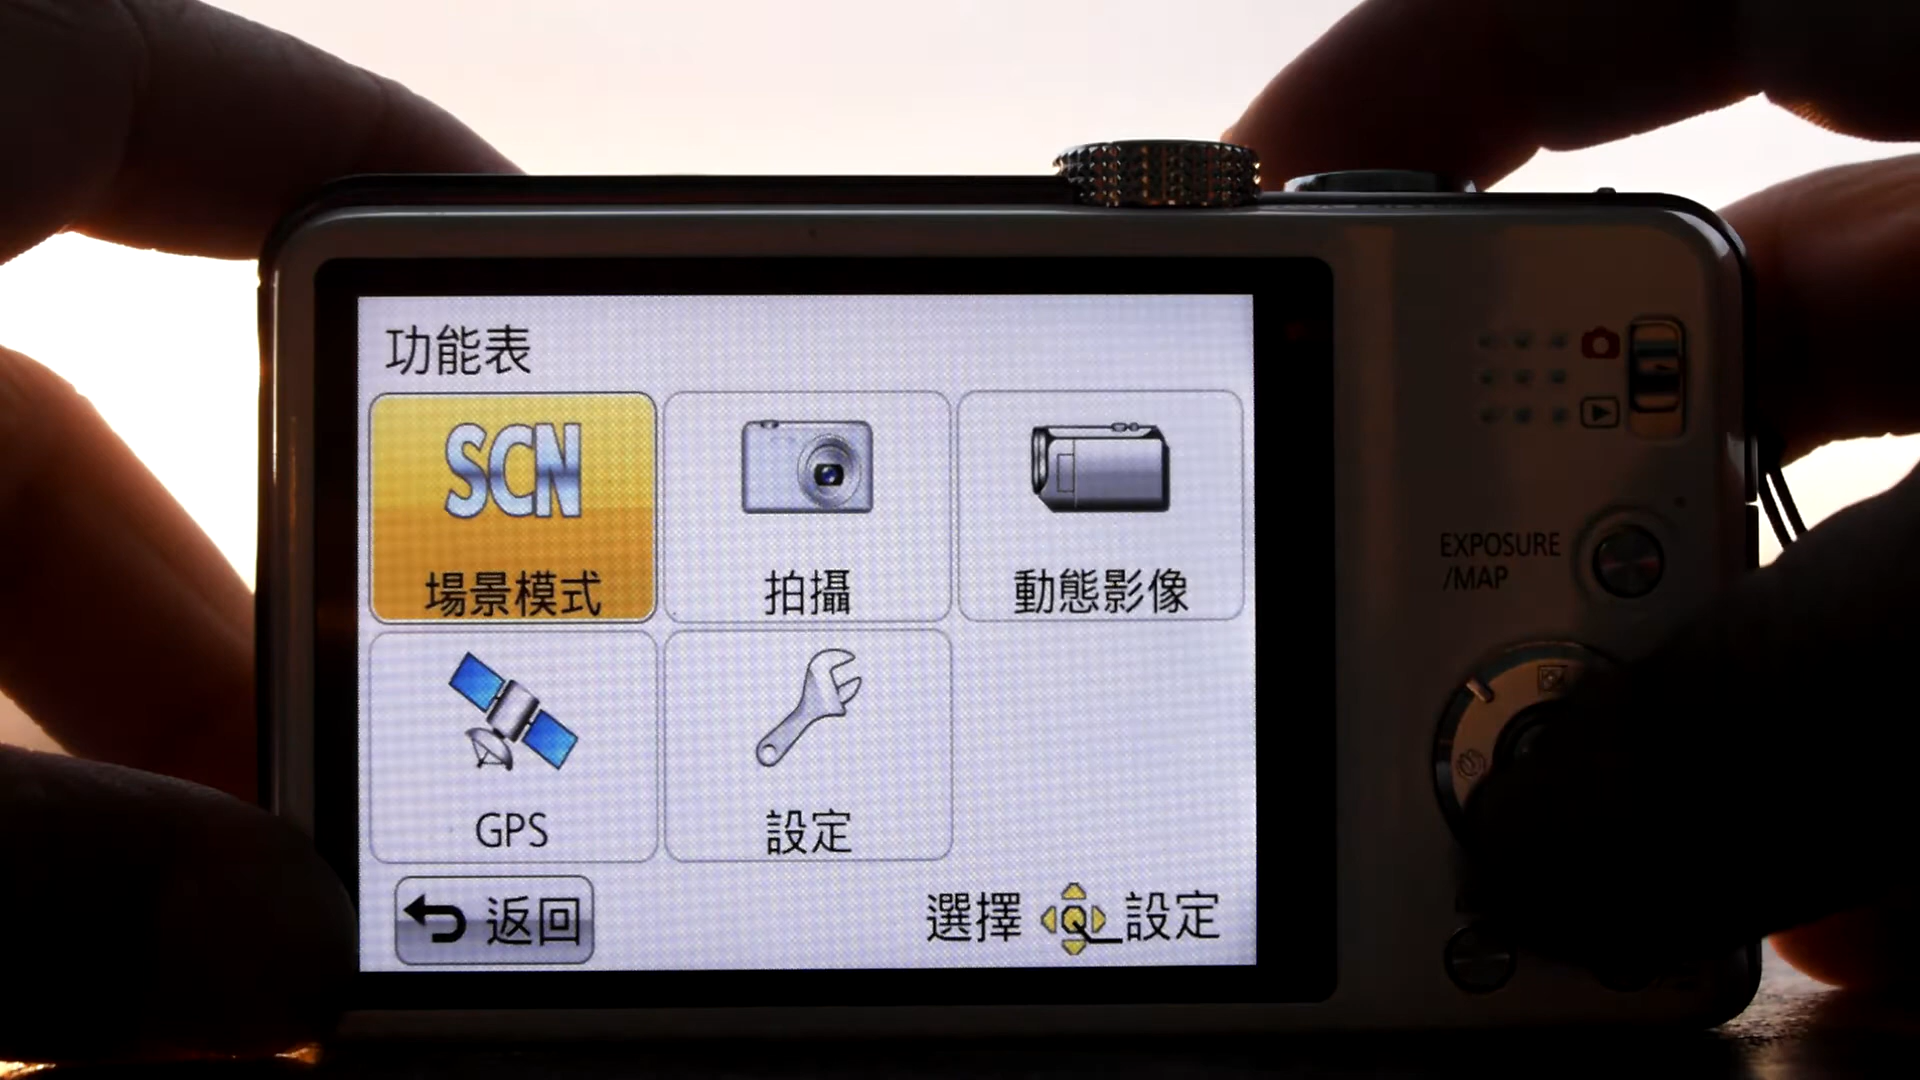 功能表
SCN
場景模式
拍攝
動態影像
GPS
設定
返回
選擇
設定
EXPOSURE
/MAP